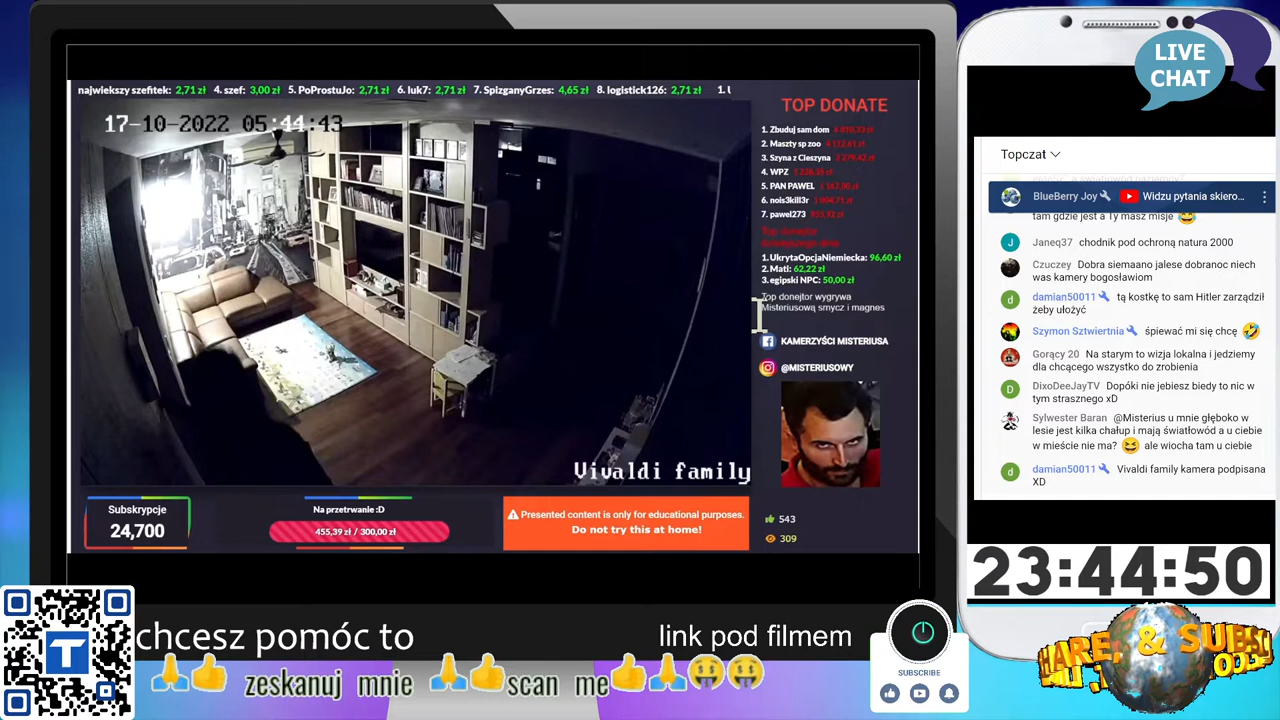 największy szefitek: 2,71 zł 4. szef: 3,00 zł 5. PoProstuJo: 2,71 zł 6. luk7: 2,71 zł 7. SpizganyGrzes: 4,65 zł 8. logistick126: 2,71 zł 1. U
17-10-2022 05:44:43
Vivaldi family
TOP DONATE
1. Zbuduj sam dom
2. Maszty sp zoo
3. Szyna z Cieszyna
4. WPZ
5. PAN PAWEŁ
6. nois3kill3r
7. pawel273
1.UkrytaOpcjaNiemiecka: 96,60 zł
2.Mati: 62,22 zł
3.egipski NPC: 50,00 zł
Top donejtor wygrywa
Misteriusową smycz i magnes
KAMERZYŚCI MISTERIUSA
@MISTERIUSOWY
Subskrypcje
24,700
Na przetrwanie :D
455,39 zł / 300,00 zł
Presented content is only for educational purposes.
Do not try this at home!
543
309
LIVE
CHAT
Topczat
BlueBerry Joy Widzu pytania skiero...
tam gdzie jest a Ty masz misje 😅
Janeq37 chodnik pod ochroną natura 2000
Czuczey Dobra siemaano jalese dobranoc niech
was kamery bogosławiom
damian50011 tą kostkę to sam Hitler zarządził
żeby ułożyć
Szymon Sztwiertnia śpiewać mi się chcę 🤣
Gorący 20 Na starym to wizja lokalna i jedziemy
dla chcącego wszystko do zrobienia
DixoDeeJayTV Dopóki nie jebiesz biedy to nic w
tym strasznego xD
Sylwester Baran @Misterius u mnie głęboko w
lesie jest kilka chałup i mają światłowód a u ciebie
w mieście nie ma? 😆 ale wiocha tam u ciebie
damian50011 Vivaldi family kamera podpisana
XD
23:44:50
chcesz pomóc to
link pod filmem
🙏👍 zeskanuj mnie 🙏👍 scan me 👍🙏🤑🤑
SUBSCRIBE
HARE, & SUBSC